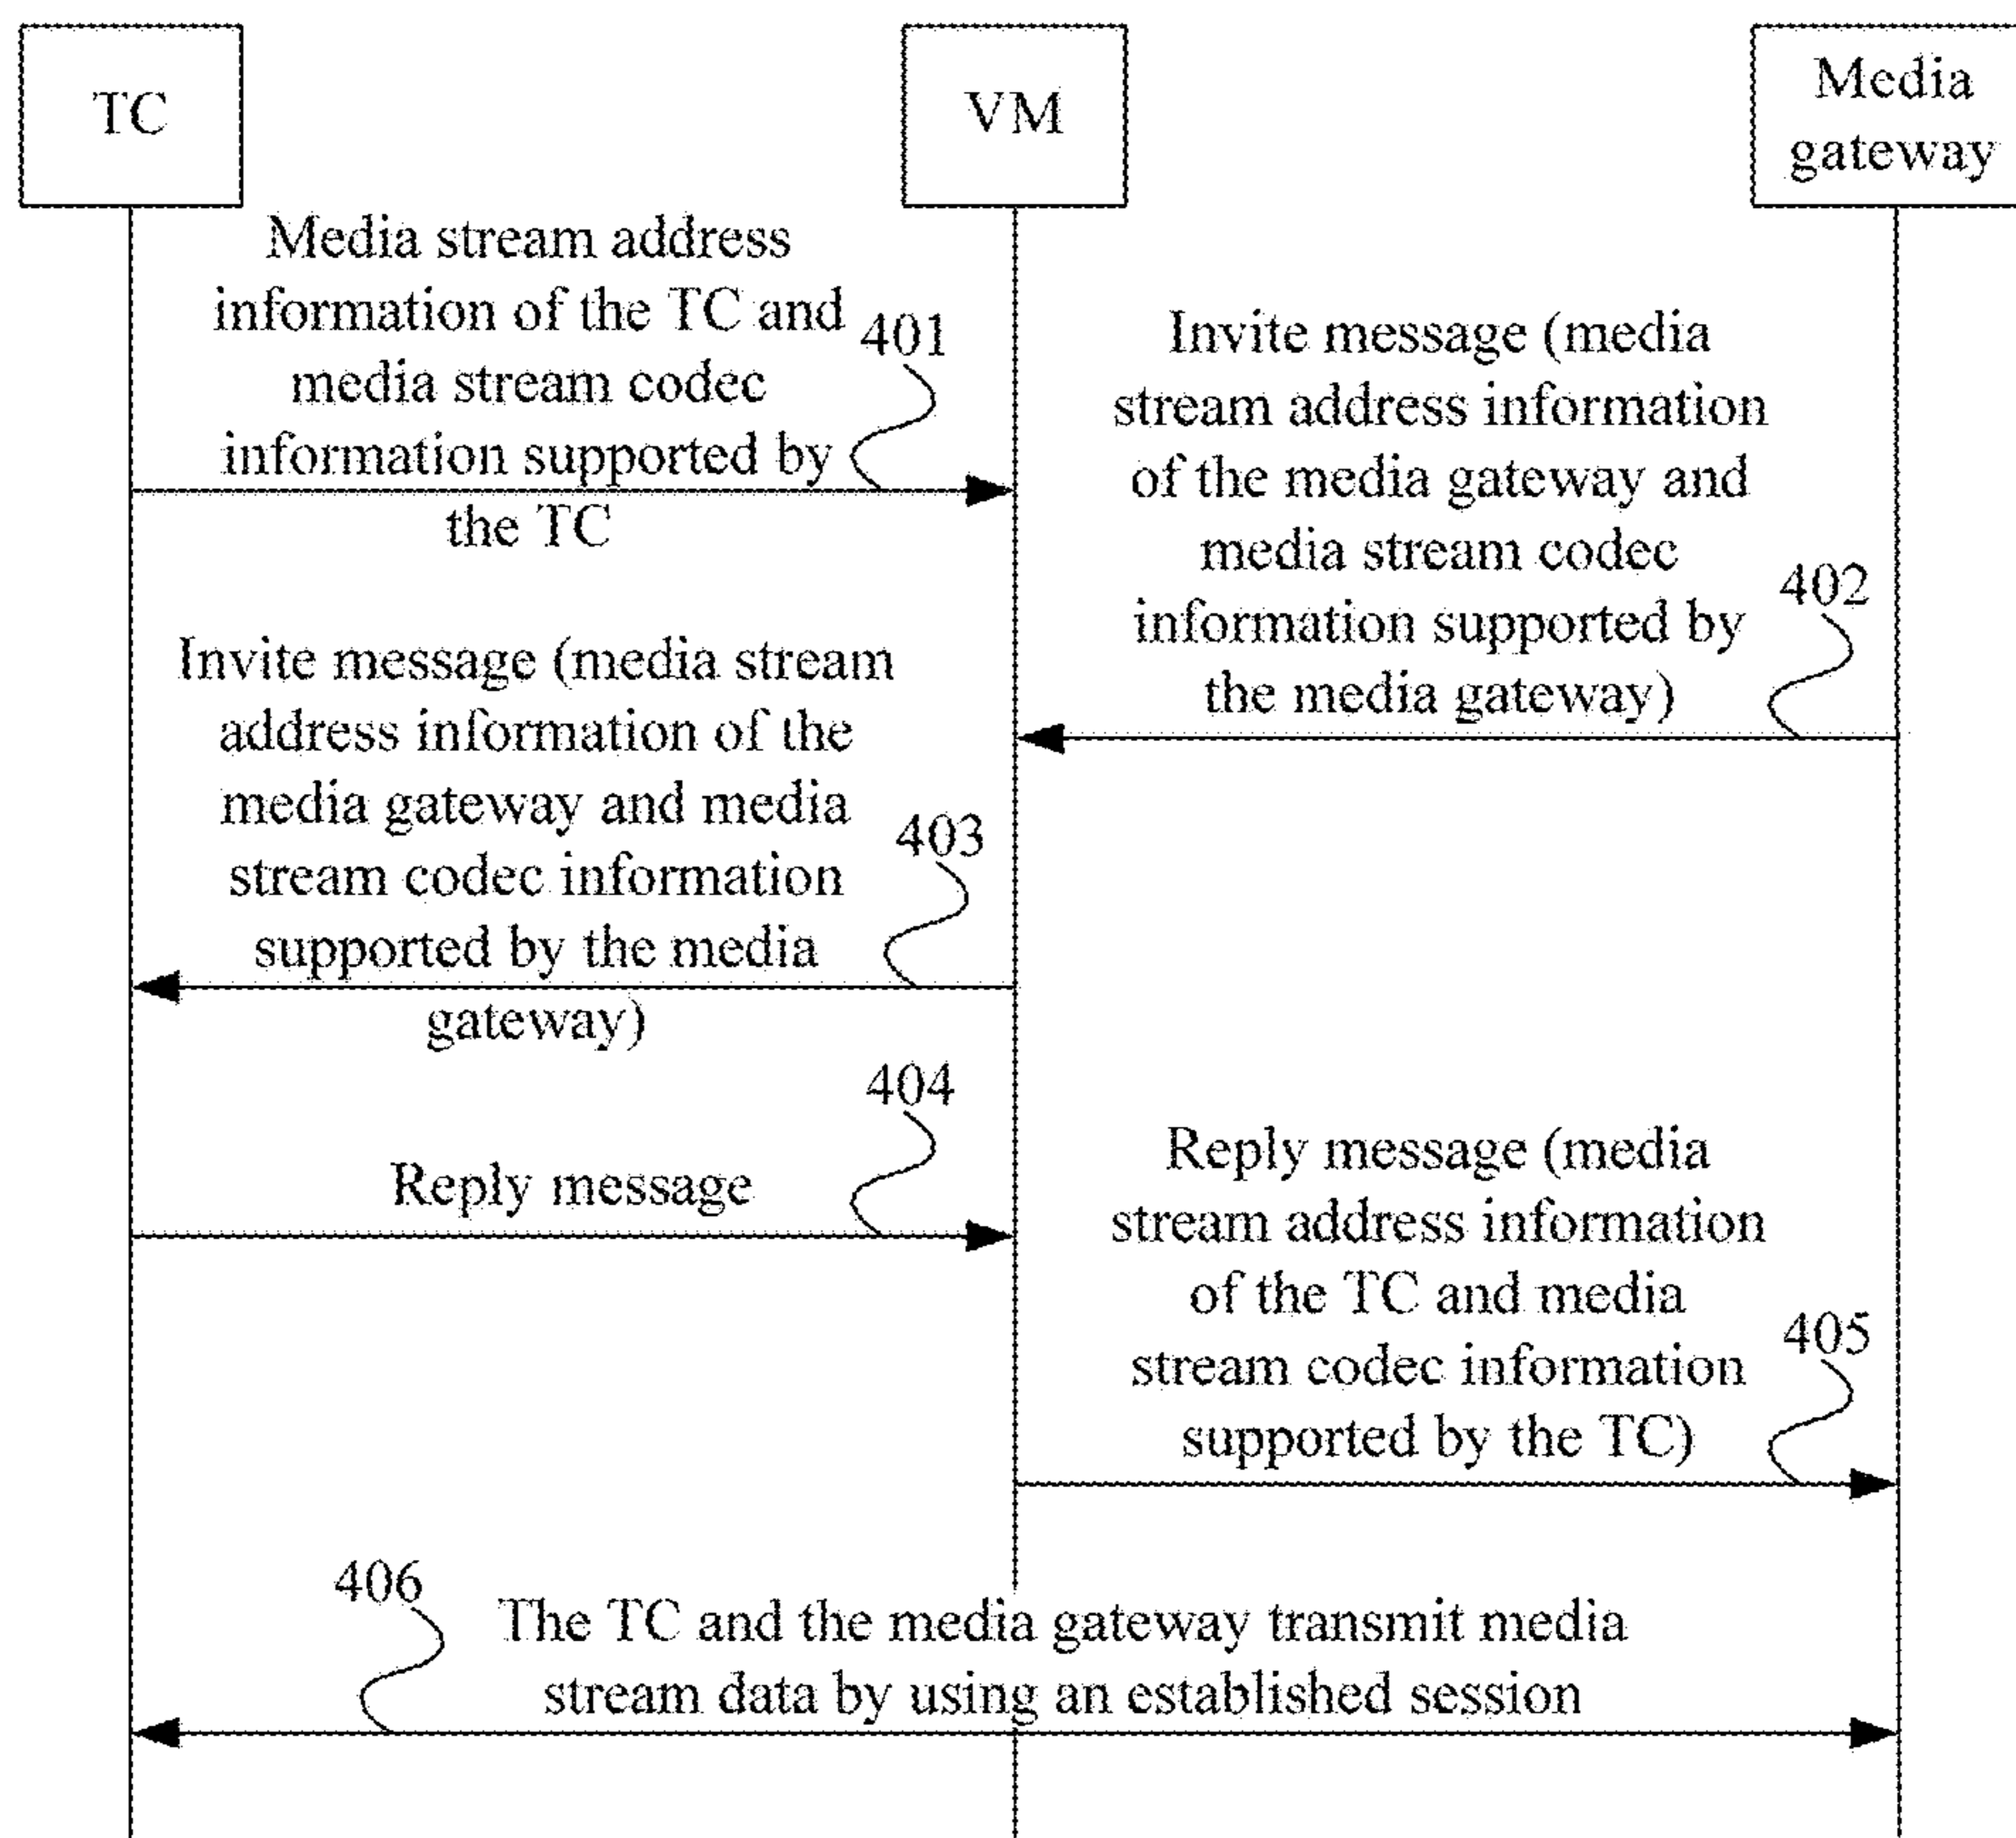 TC
VM
Media
gateway
Media stream address
information of the TC and
media stream codec
information supported by
the TC
401
Invite message (media
stream address information
of the media gateway and
media stream codec
information supported by
the media gateway)
402
Invite message (media stream
address information of the
media gateway and media
stream codec information
supported by the media
gateway)
403
404
Reply message
Reply message (media
stream address information
of the TC and media
stream codec information
supported by the TC)
405
406
The TC and the media gateway transmit media
stream data by using an established session